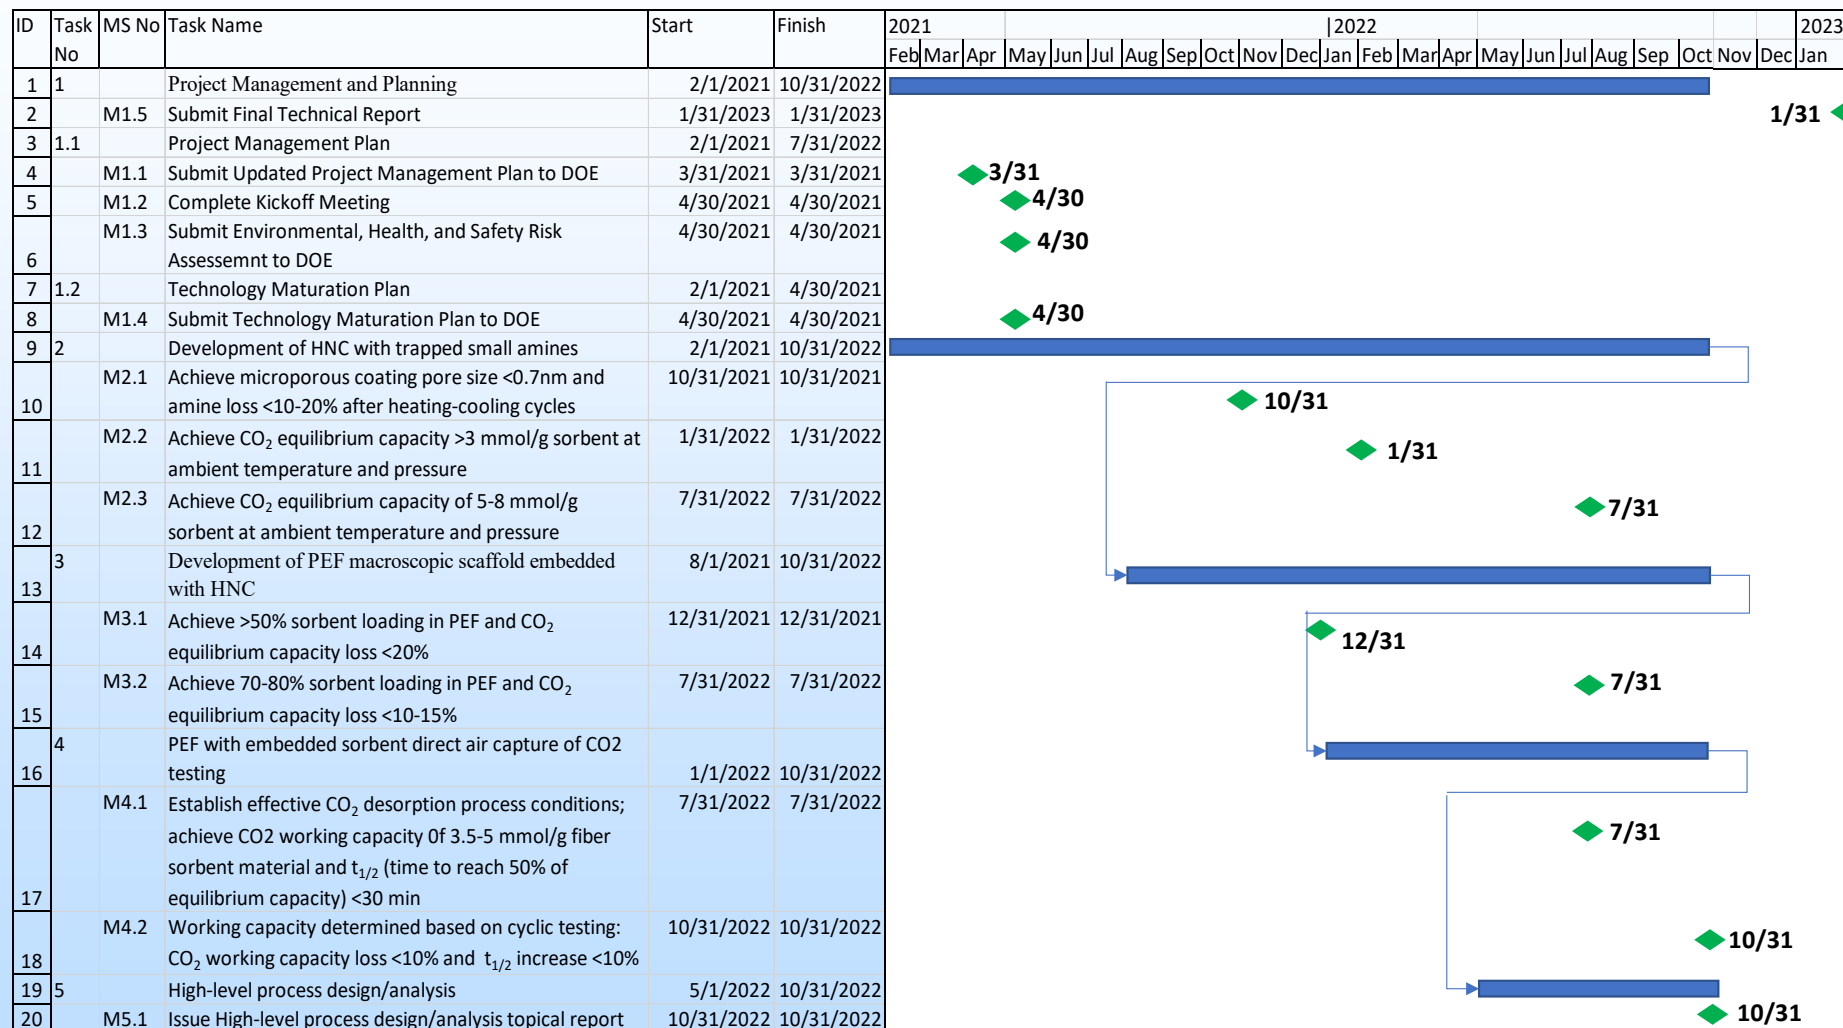 ID Task MS No Task Name Start Finish 2021 2022 2023
No Feb Mar Apr May Jun Jul Aug Sep Oct Nov Dec Jan Feb Mar Apr May Jun Jul Aug Sep Oct Nov Dec Jan
1 1 Project Management and Planning 2/1/2021 10/31/2022
2 M1.5 Submit Final Technical Report 1/31/2023 1/31/2023 1/31
3 1.1 Project Management Plan 2/1/2021 7/31/2022
4 M1.1 Submit Updated Project Management Plan to DOE 3/31/2021 3/31/2021 3/31
5 M1.2 Complete Kickoff Meeting 4/30/2021 4/30/2021 4/30
M1.3 Submit Environmental, Health, and Safety Risk 4/30/2021 4/30/2021 4/30
6 Assessemnt to DOE
7 1.2 Technology Maturation Plan 2/1/2021 4/30/2021
8 M1.4 Submit Technology Maturation Plan to DOE 4/30/2021 4/30/2021 4/30
9 2 Development of HNC with trapped small amines 2/1/2021 10/31/2022
M2.1 Achieve microporous coating pore size <0.7nm and 10/31/2021 10/31/2021
10 amine loss <10-20% after heating-cooling cycles 10/31
M2.2 Achieve CO2 equilibrium capacity >3 mmol/g sorbent at 1/31/2022 1/31/2022
11 ambient temperature and pressure 1/31
M2.3 Achieve CO2 equilibrium capacity of 5-8 mmol/g 7/31/2022 7/31/2022 7/31
12 sorbent at ambient temperature and pressure
3 Development of PEF macroscopic scaffold embedded 8/1/2021 10/31/2022
13 with HNC
M3.1 Achieve >50% sorbent loading in PEF and CO2 12/31/2021 12/31/2021
14 equilibrium capacity loss <20% 12/31
M3.2 Achieve 70-80% sorbent loading in PEF and CO2 7/31/2022 7/31/2022 7/31
15 equilibrium capacity loss <10-15%
4 PEF with embedded sorbent direct air capture of CO2
16 testing 1/1/2022 10/31/2022
M4.1 Establish effective CO2 desorption process conditions; 7/31/2022 7/31/2022
achieve CO2 working capacity 0f 3.5-5 mmol/g fiber 7/31
sorbent material and t1/2 (time to reach 50% of
17 equilibrium capacity) <30 min
M4.2 Working capacity determined based on cyclic testing: 10/31/2022 10/31/2022 10/31
18 CO2 working capacity loss <10% and t1/2 increase <10%
19 5 High-level process design/analysis 5/1/2022 10/31/2022
20 M5.1 Issue High-level process design/analysis topical report 10/31/2022 10/31/2022 10/31